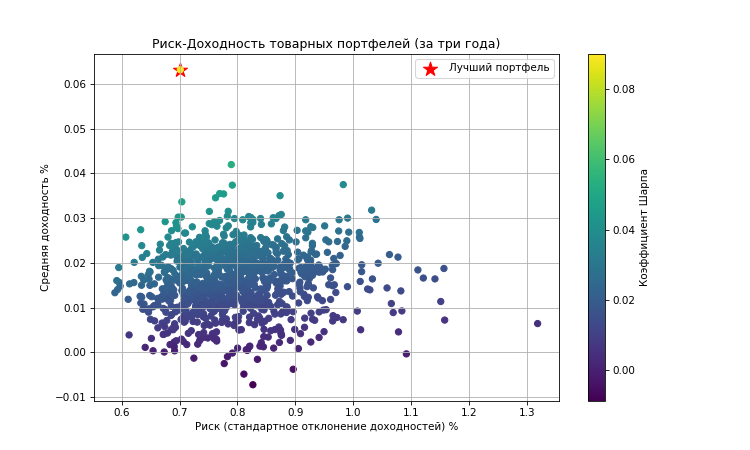 Риск-Доходность товарных портфелей (за три года)
Лучший портфель
Средняя доходность %
0.06
0.05
0.04
0.03
0.02
0.01
0.00
−0.01
0.6 0.7 0.8 0.9 1.0 1.1 1.2 1.3
Риск (стандартное отклонение доходностей) %
0.08
0.06
0.04
0.02
0.00
Коэффициент Шарпа